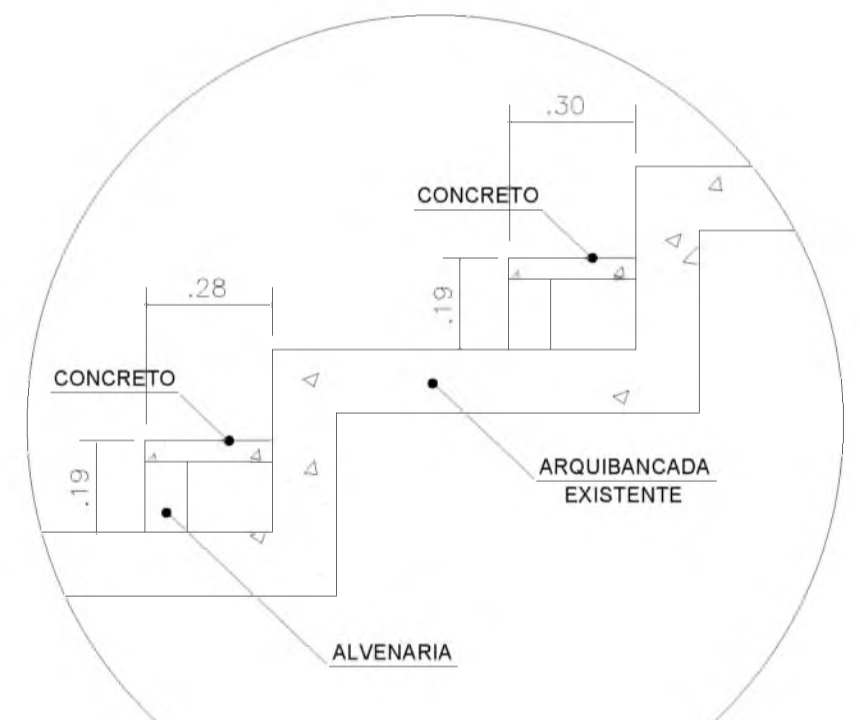 .30
CONCRETO
.19
.28
CONCRETO
.19
ARQUIBANCADA
EXISTENTE
ALVENARIA